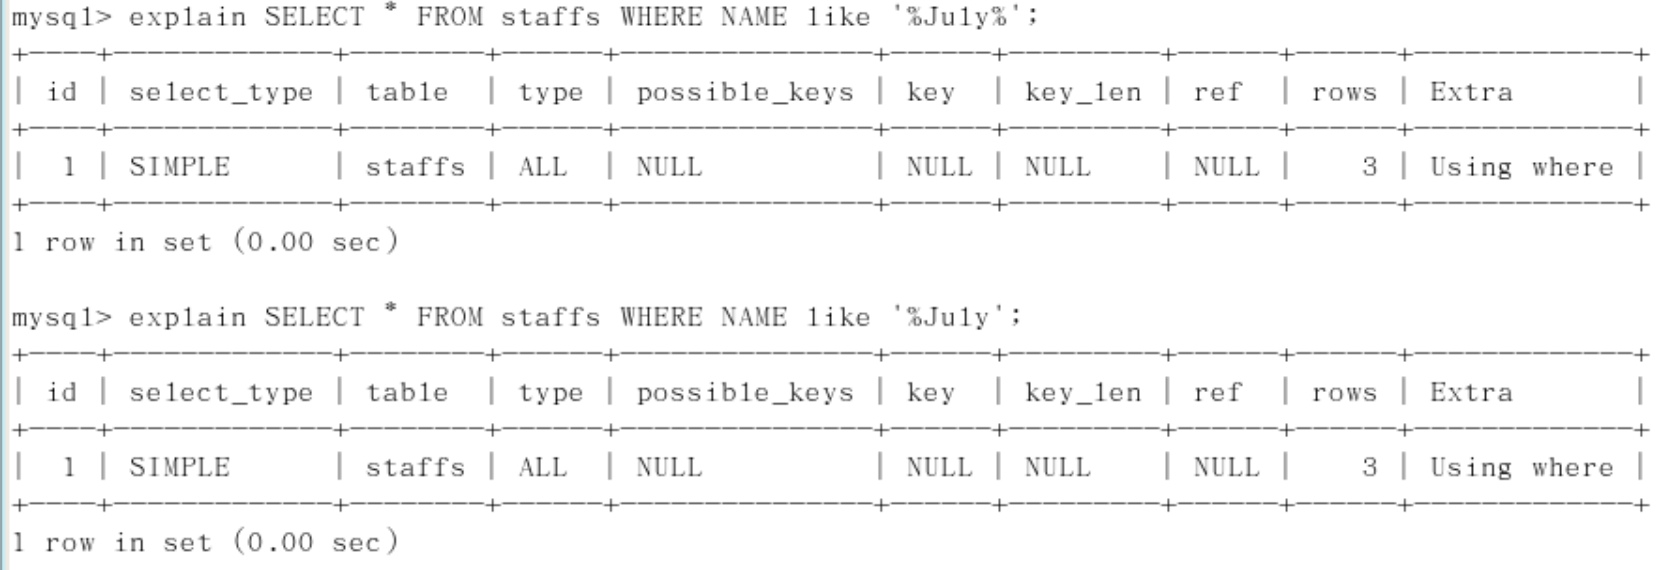 mysql> explain SELECT * FROM staffs WHERE NAME like '%July%';
+----+-------------+--------+------+---------------+------+---------+------+------+-------------+
| id | select_type | table  | type | possible_keys | key  | key_len | ref  | rows | Extra       |
+----+-------------+--------+------+---------------+------+---------+------+------+-------------+
|  1 | SIMPLE      | staffs | ALL  | NULL          | NULL | NULL    | NULL |    3 | Using where |
+----+-------------+--------+------+---------------+------+---------+------+------+-------------+
1 row in set (0.00 sec)
mysql> explain SELECT * FROM staffs WHERE NAME like '%July';
+----+-------------+--------+------+---------------+------+---------+------+------+-------------+
| id | select_type | table  | type | possible_keys | key  | key_len | ref  | rows | Extra       |
+----+-------------+--------+------+---------------+------+---------+------+------+-------------+
|  1 | SIMPLE      | staffs | ALL  | NULL          | NULL | NULL    | NULL |    3 | Using where |
+----+-------------+--------+------+---------------+------+---------+------+------+-------------+
1 row in set (0.00 sec)